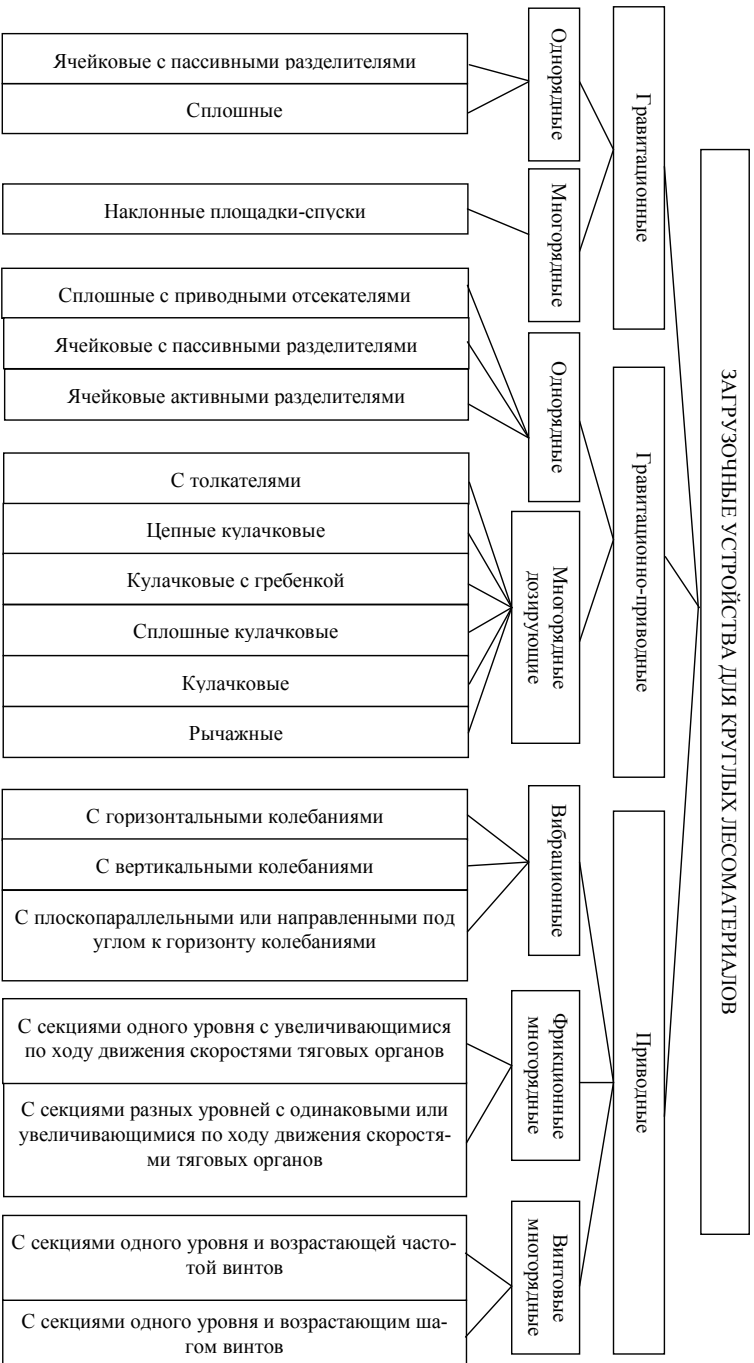 ЗАГРУЗОЧНЫЕ УСТРОЙСТВА ДЛЯ КРУГЛЫХ ЛЕСОМАТЕРИАЛОВ
Гравитационные
Однорядные
Ячейковые с пассивными разделителями
Сплошные
Многорядные
Наклонные площадки-спуски
Гравитационно-приводные
Однорядные
Сплошные с приводными отсекателями
Ячейковые с пассивными разделителями
Ячейковые активными разделителями
Многорядные
дозирующие
С толкателями
Цепные кулачковые
Кулачковые с гребенкой
Сплошные кулачковые
Кулачковые
Рычажные
Приводные
Вибрационные
С горизонтальными колебаниями
С вертикальными колебаниями
С плоскопараллельными или направленными под
углом к горизонту колебаниями
Фрикционные
многорядные
С секциями одного уровня с увеличивающимися
по ходу движения скоростями тяговых органов
С секциями разных уровней с одинаковыми или
увеличивающимися по ходу движения скоростя-
ми тяговых органов
Винтовые
многорядные
С секциями одного уровня и возрастающей часто-
той винтов
С секциями одного уровня и возрастающим ша-
гом винтов